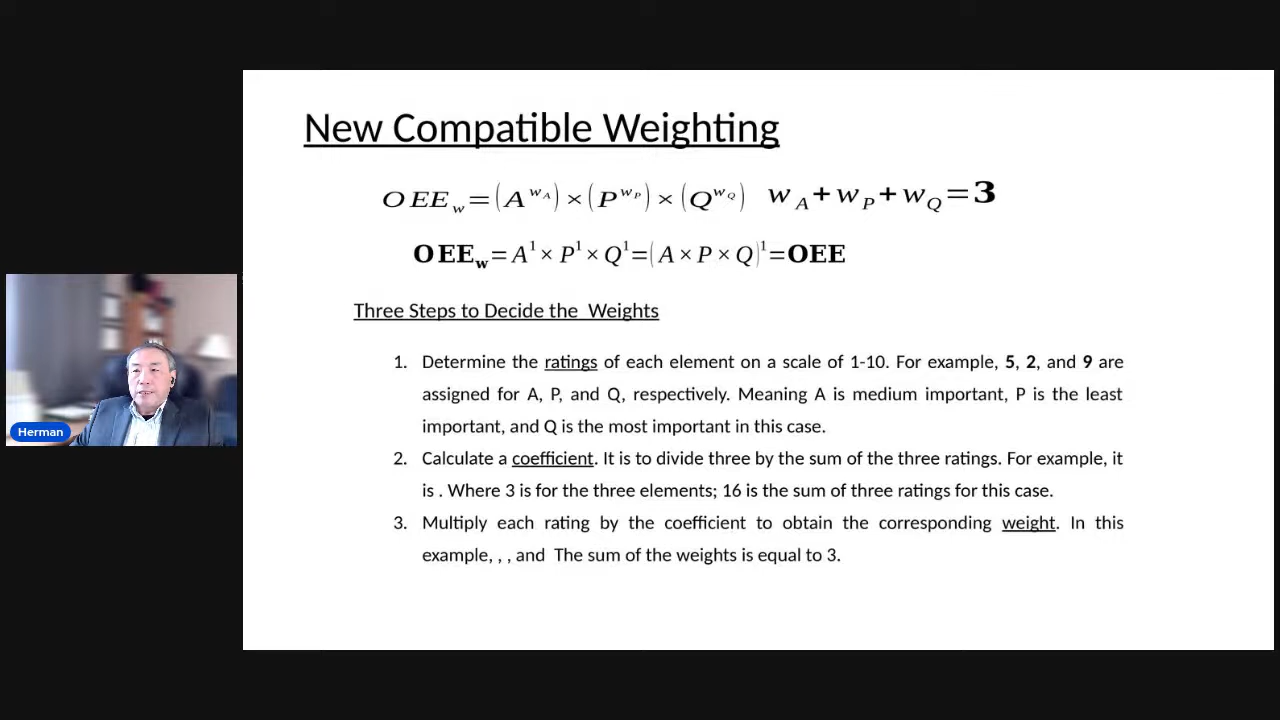 New Compatible Weighting
OEE_w=(A^{w_A})×(P^{w_P})×(Q^{w_Q}) w_A+w_P+w_Q=3
OEE_w=A^1×P^1×Q^1=(A×P×Q)^1=OEE
Three Steps to Decide the Weights
1. Determine the ratings of each element on a scale of 1-10. For example, 5, 2, and 9 are
assigned for A, P, and Q, respectively. Meaning A is medium important, P is the least
important, and Q is the most important in this case.
2. Calculate a coefficient. It is to divide three by the sum of the three ratings. For example, it
is . Where 3 is for the three elements; 16 is the sum of three ratings for this case.
3. Multiply each rating by the coefficient to obtain the corresponding weight. In this
example, , , and The sum of the weights is equal to 3.
Herman